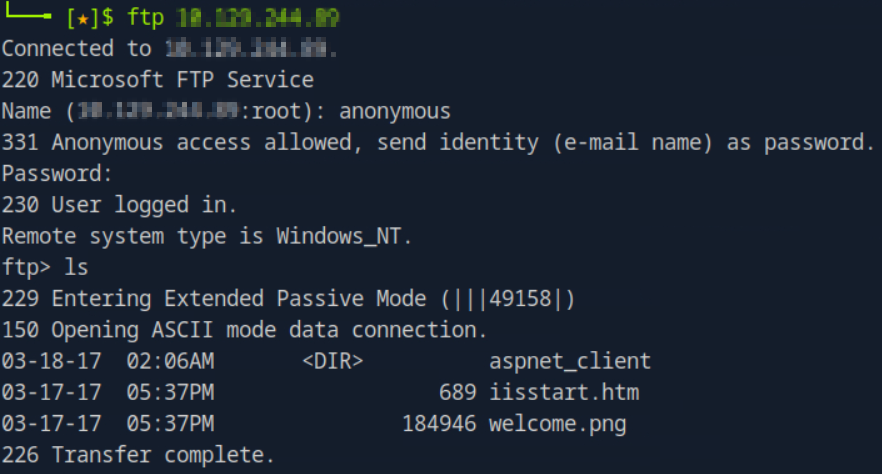 [★]$ ftp
Connected to .
220 Microsoft FTP Service
Name (:root): anonymous
331 Anonymous access allowed, send identity (e-mail name) as password.
Password:
230 User logged in.
Remote system type is Windows_NT.
ftp> ls
229 Entering Extended Passive Mode (|||49158|)
150 Opening ASCII mode data connection.
03-18-17 02:06AM <DIR> aspnet_client
03-17-17 05:37PM 689 iisstart.htm
03-17-17 05:37PM 184946 welcome.png
226 Transfer complete.